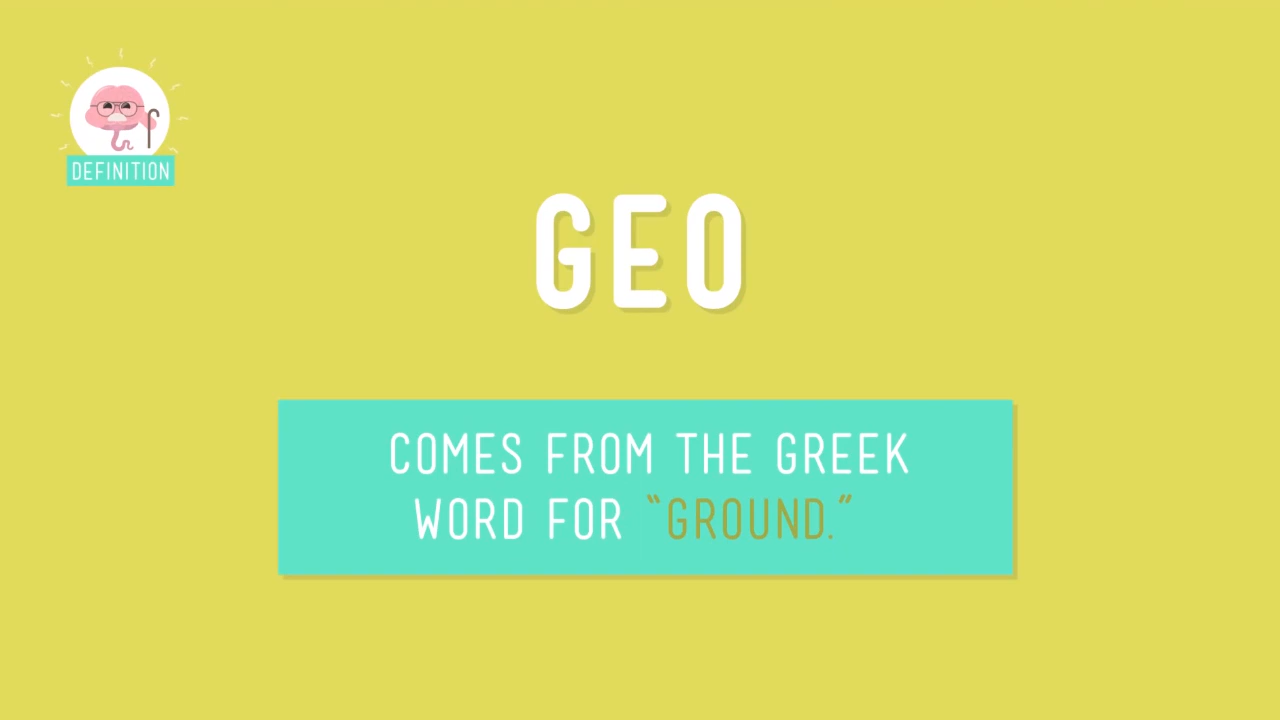 DEFINITION
GEO
COMES FROM THE GREEK
WORD FOR “GROUND.”